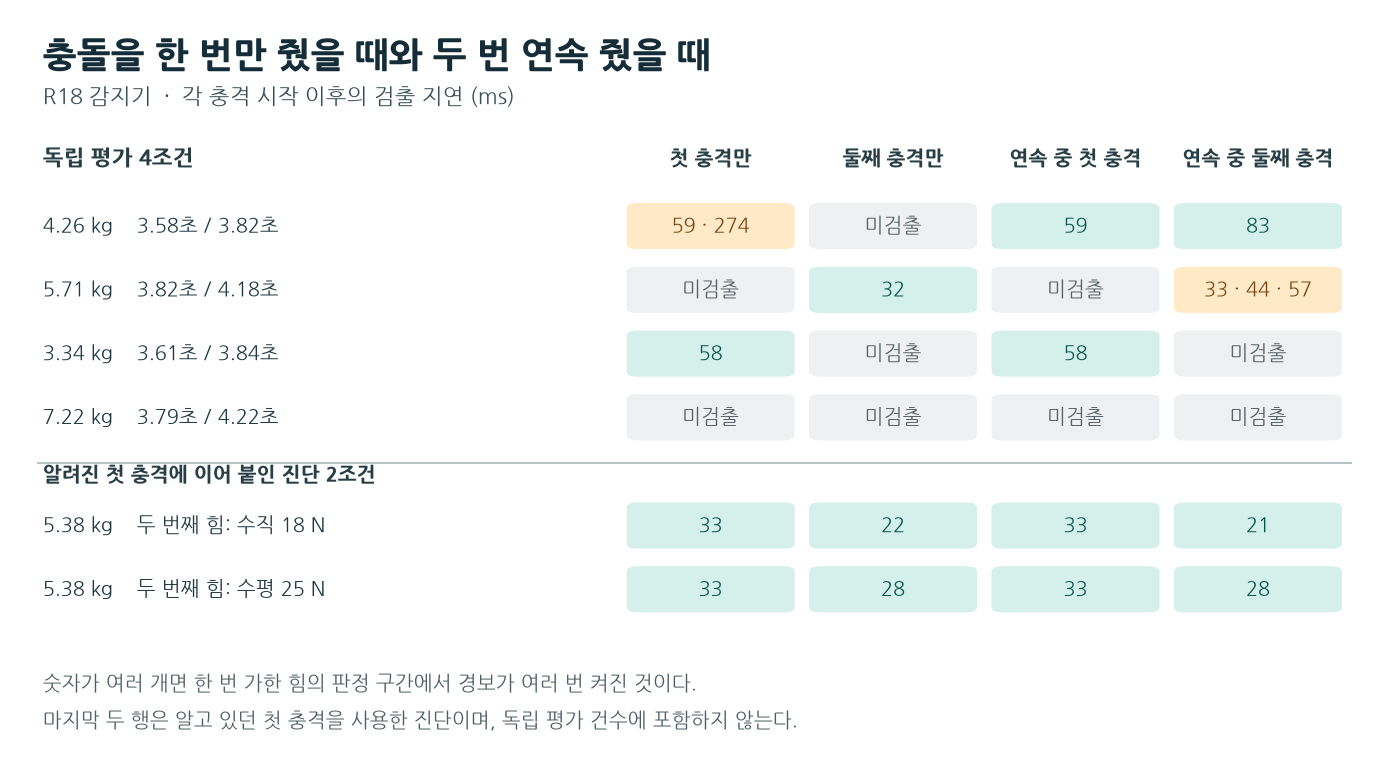 충돌을 한 번만 줬을 때와 두 번 연속 줬을 때
R18 감지기 · 각 충격 시작 이후의 검출 지연 (ms)
독립 평가 4조건 첫 충격만 둘째 충격만 연속 중 첫 충격 연속 중 둘째 충격
4.26 kg 3.58초 / 3.82초 59 · 274 미검출 59 83
5.71 kg 3.82초 / 4.18초 미검출 32 미검출 33 · 44 · 57
3.34 kg 3.61초 / 3.84초 58 미검출 58 미검출
7.22 kg 3.79초 / 4.22초 미검출 미검출 미검출 미검출
알려진 첫 충격에 이어 붙인 진단 2조건
5.38 kg 두 번째 힘: 수직 18 N 33 22 33 21
5.38 kg 두 번째 힘: 수평 25 N 33 28 33 28
숫자가 여러 개면 한 번 가한 힘의 판정 구간에서 경보가 여러 번 켜진 것이다.
마지막 두 행은 알고 있던 첫 충격을 사용한 진단이며, 독립 평가 건수에 포함하지 않는다.